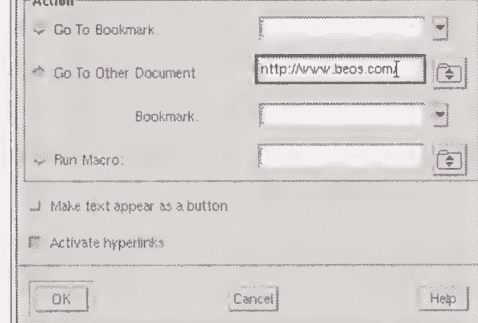 Action
Go To Bookmark.
Go To Other Document
http://www.beos.com/
Bookmark.
Run Macro:
Make text appear as a button
Activate hyperlinks
OK
Cancel
Help